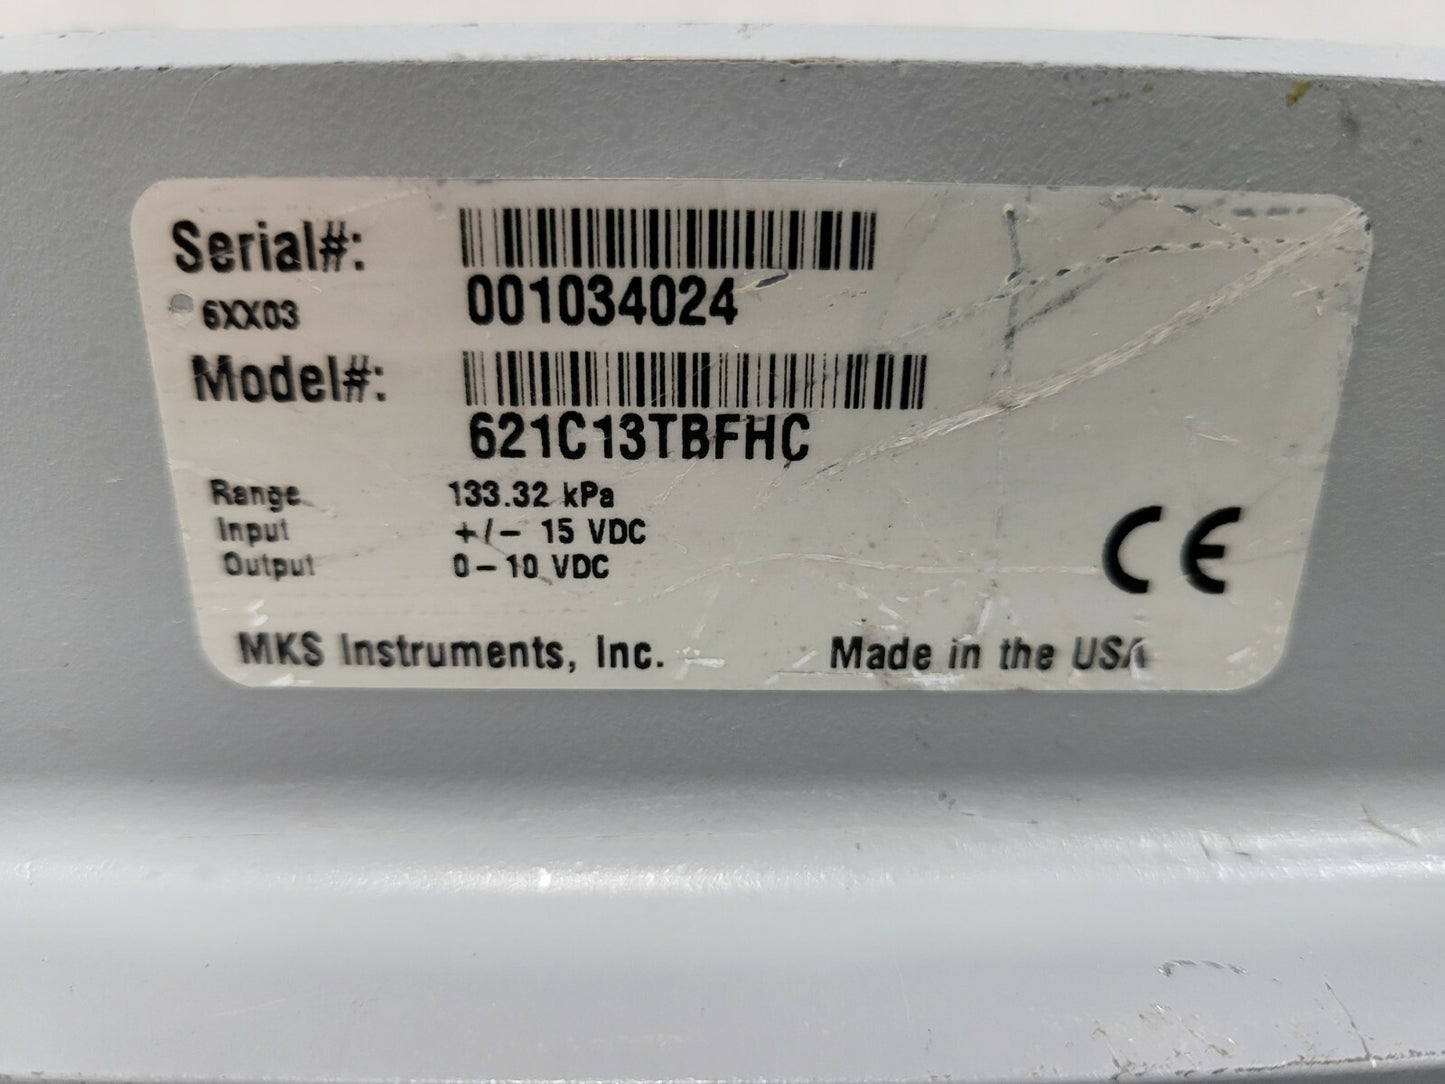 Serial#:
001034024
6XX03
Model#:
621C13TBFHC
Range 133.32 kPa
Input +/- 15 VDC
Output 0-10 VDC
CE
MKS Instruments, Inc. Made in the USA